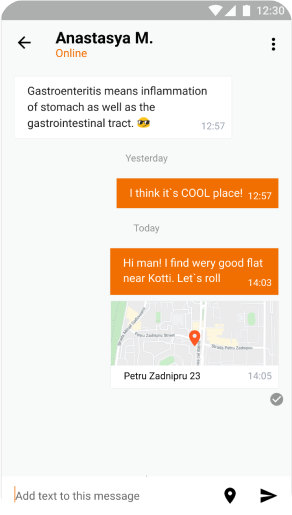 12:30
Anastasya M.
Online
Gastroenteritis means inflammation
of stomach as well as the
gastrointestinal tract. 😎
12:57
Yesterday
I think it`s COOL place! 12:57
Today
Hi man! I find wery good flat
near Kotti. Let`s roll 14:03
Petru Zadnipru Street
Petru Zadnipru 23 14:05
Add text to this message